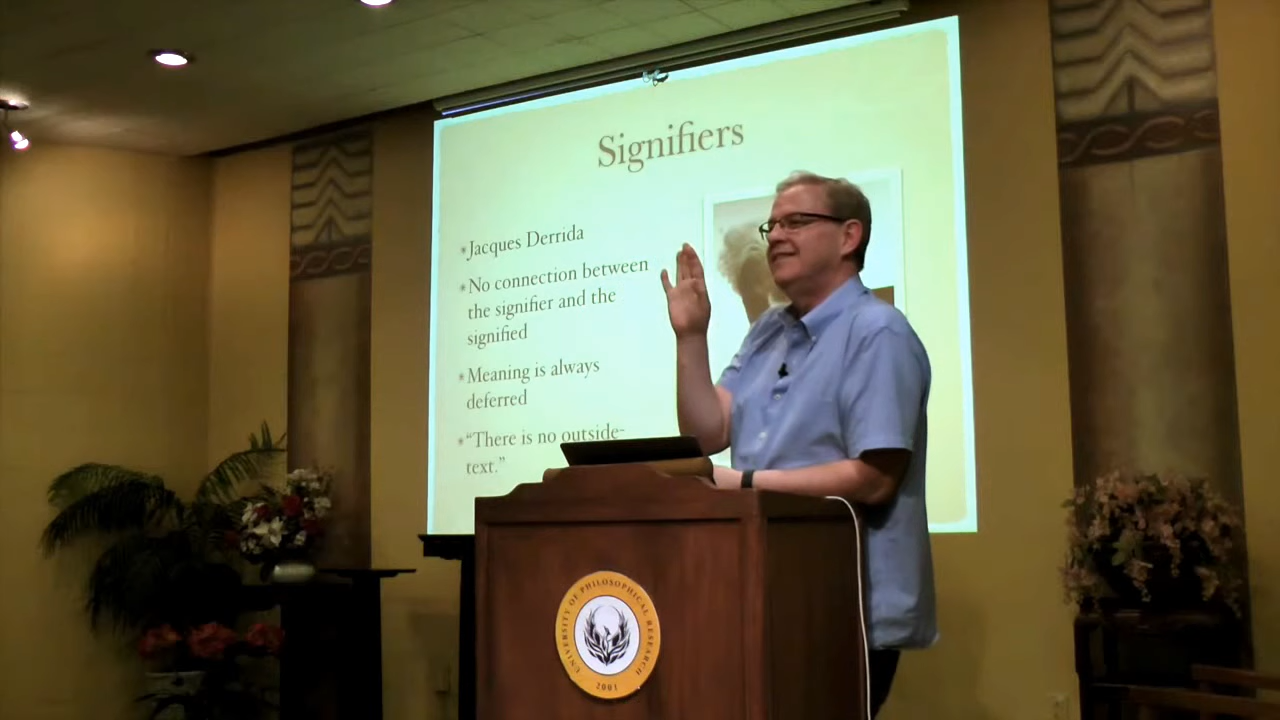 Signifiers
*Jacques Derrida
*No connection between
the signifier and the
signified
*Meaning is always
deferred
*“There is no outside-
text.”
UNIVERSITY OF PHILOSOPHICAL RESEARCH
2001